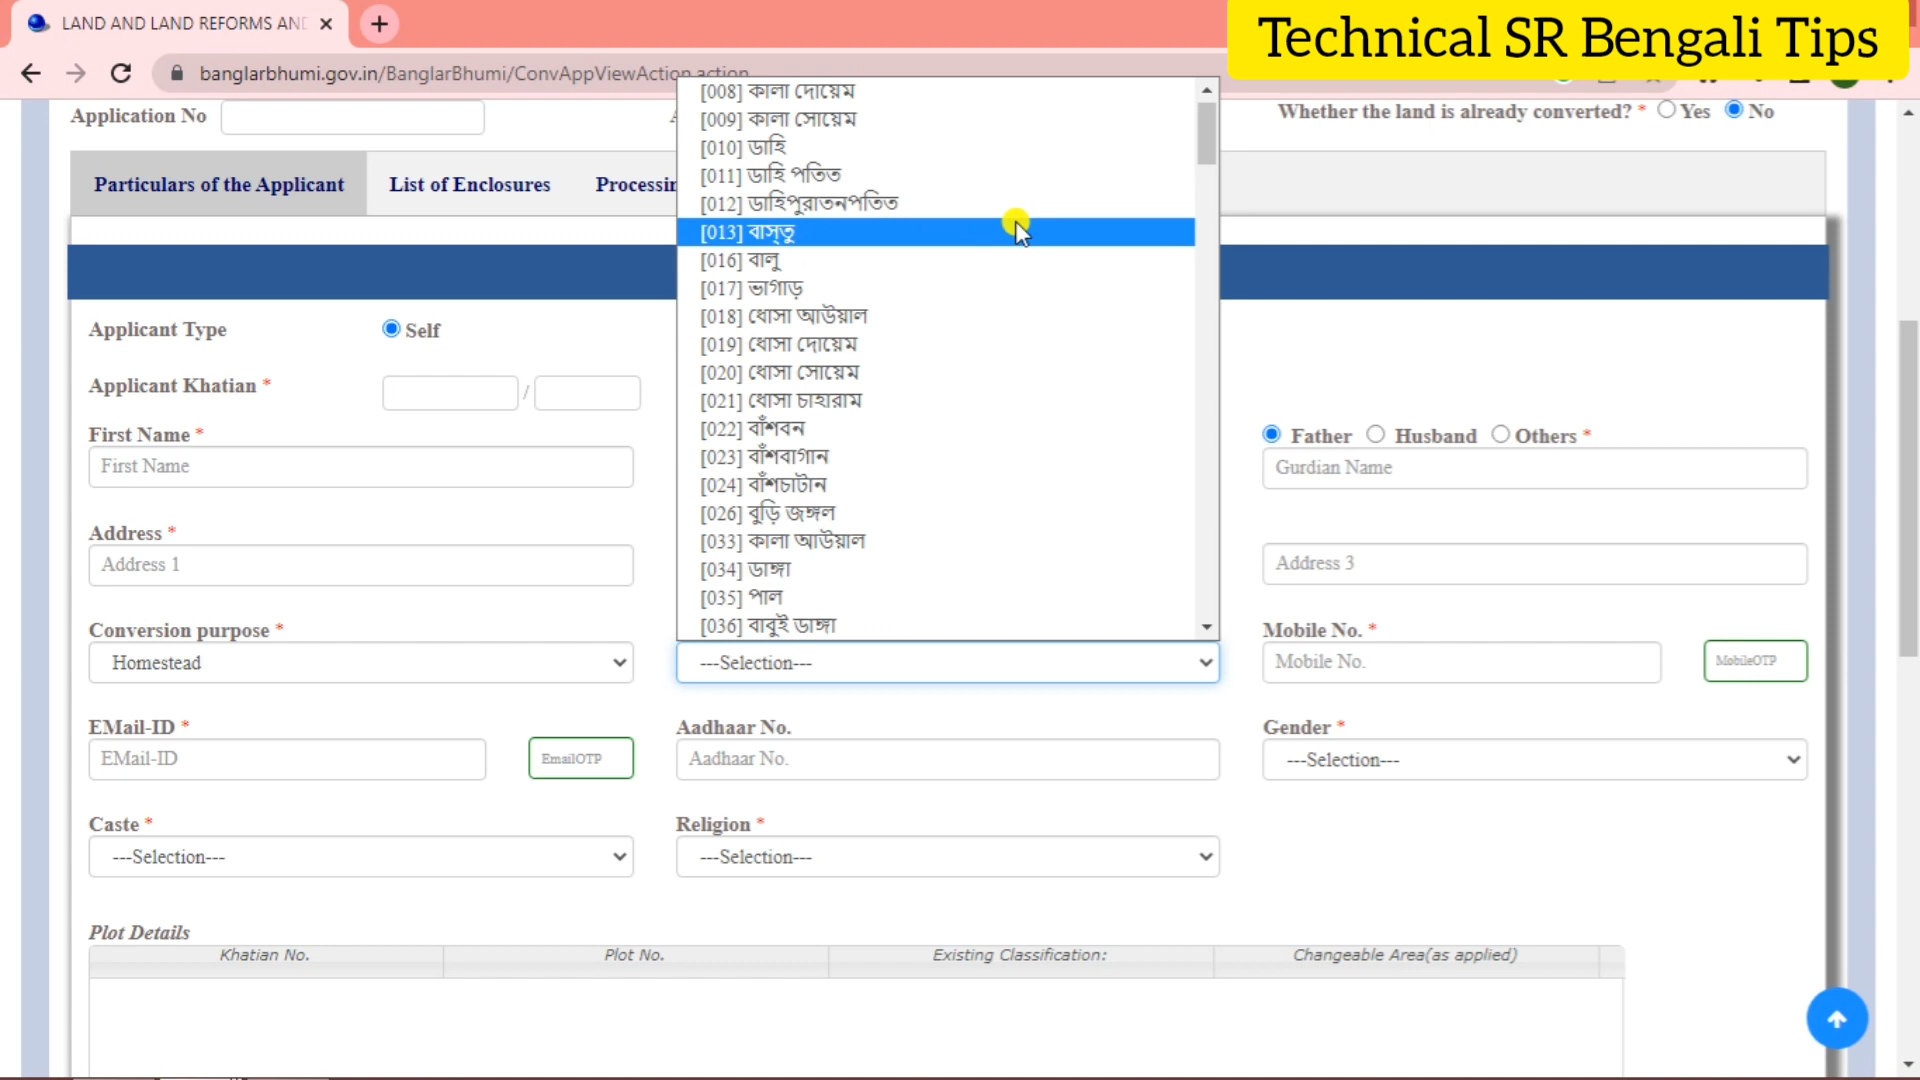 LAND AND LAND REFORMS AND
Technical SR Bengali Tips
banglarbhumi.gov.in/BanglarBhumi/ConvAppViewAction.action
Application No
Whether the land is already converted? * Yes No
Particulars of the Applicant List of Enclosures Processin
[008] কালা দোয়েম
[009] কালা সোয়েম
[010] ডাহি
[011] ডাহি পতিত
[012] ডাহিপুরাতনপতিত
[013] বাস্তু
[016] বালু
[017] ভাগাড়
[018] ধোসা আউয়াল
[019] ধোসা দোয়েম
[020] ধোসা সোয়েম
[021] ধোসা চাহারাম
[022] বাঁশবন
[023] বাঁশবাগান
[024] বাঁশচাটান
[026] বুড়ি জঙ্গল
[033] কালা আউয়াল
[034] ডাঙ্গা
[035] পাল
[036] বাবুই ডাঙ্গা
Applicant Type Self
Applicant Khatian * /
First Name *
Father Husband Others *
First Name
Gurdian Name
Address *
Address 1
Address 3
Conversion purpose *
Mobile No. *
Homestead
---Selection---
Mobile No.
MobileOTP
EMail-ID * Aadhaar No. Gender *
EMail-ID EmailOTP Aadhaar No. ---Selection---
Caste * Religion *
---Selection--- ---Selection---
Plot Details
Khatian No. Plot No. Existing Classification: Changeable Area(as applied)